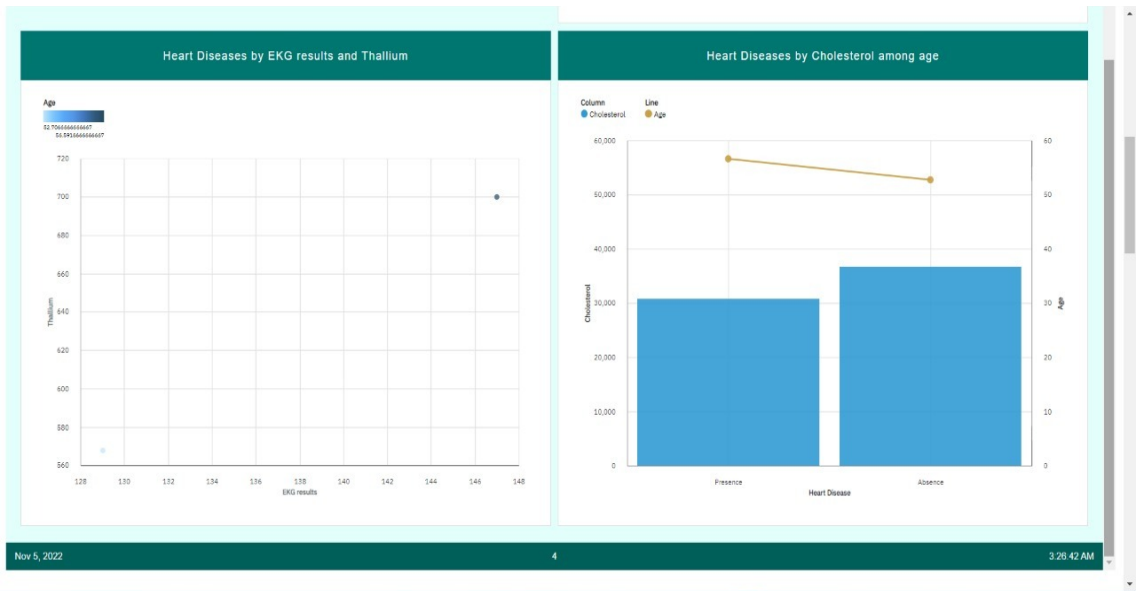 Heart Diseases by EKG results and Thallium
Age
52.7066666666667
56.5916666666667
720
700
680
660
640
620
600
580
560
Thallium
128 130 132 134 136 138 140 142 144 146 148
EKG results
Heart Diseases by Cholesterol among age
Column Line
Cholesterol Age
60,000 60
50,000 50
40,000 40
30,000 30
20,000 20
10,000 10
0 0
Cholesterol
Age
Presence Absence
Heart Disease
Nov 5, 2022 4 3:26:42 AM